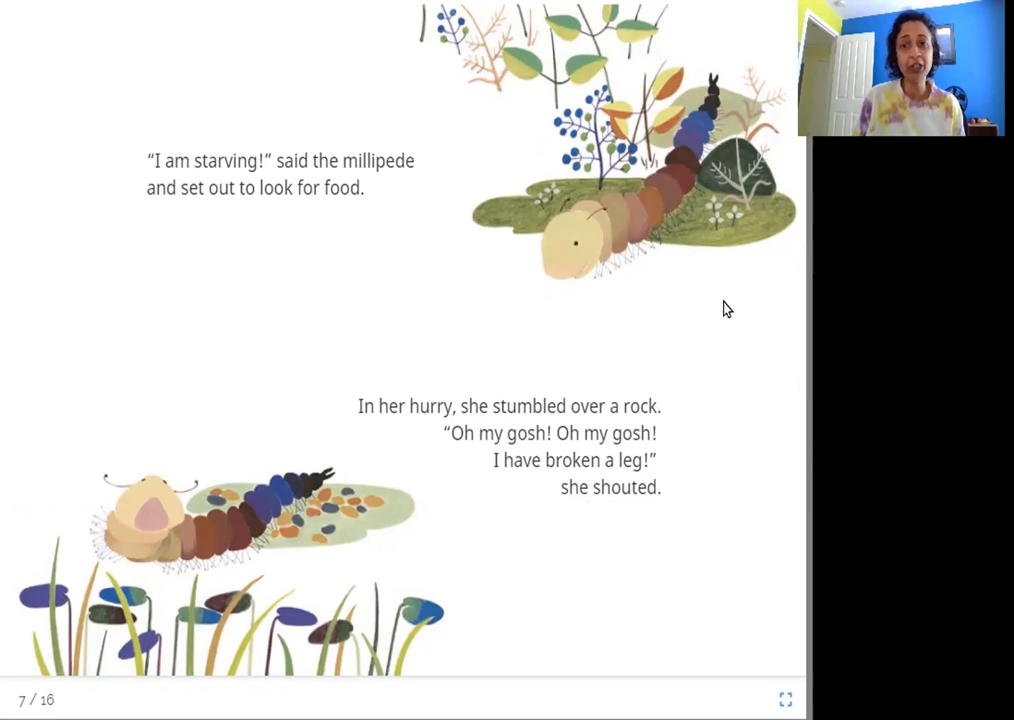 “I am starving!” said the millipede
and set out to look for food.
In her hurry, she stumbled over a rock.
“Oh my gosh! Oh my gosh!
I have broken a leg!”
she shouted.
7 / 16